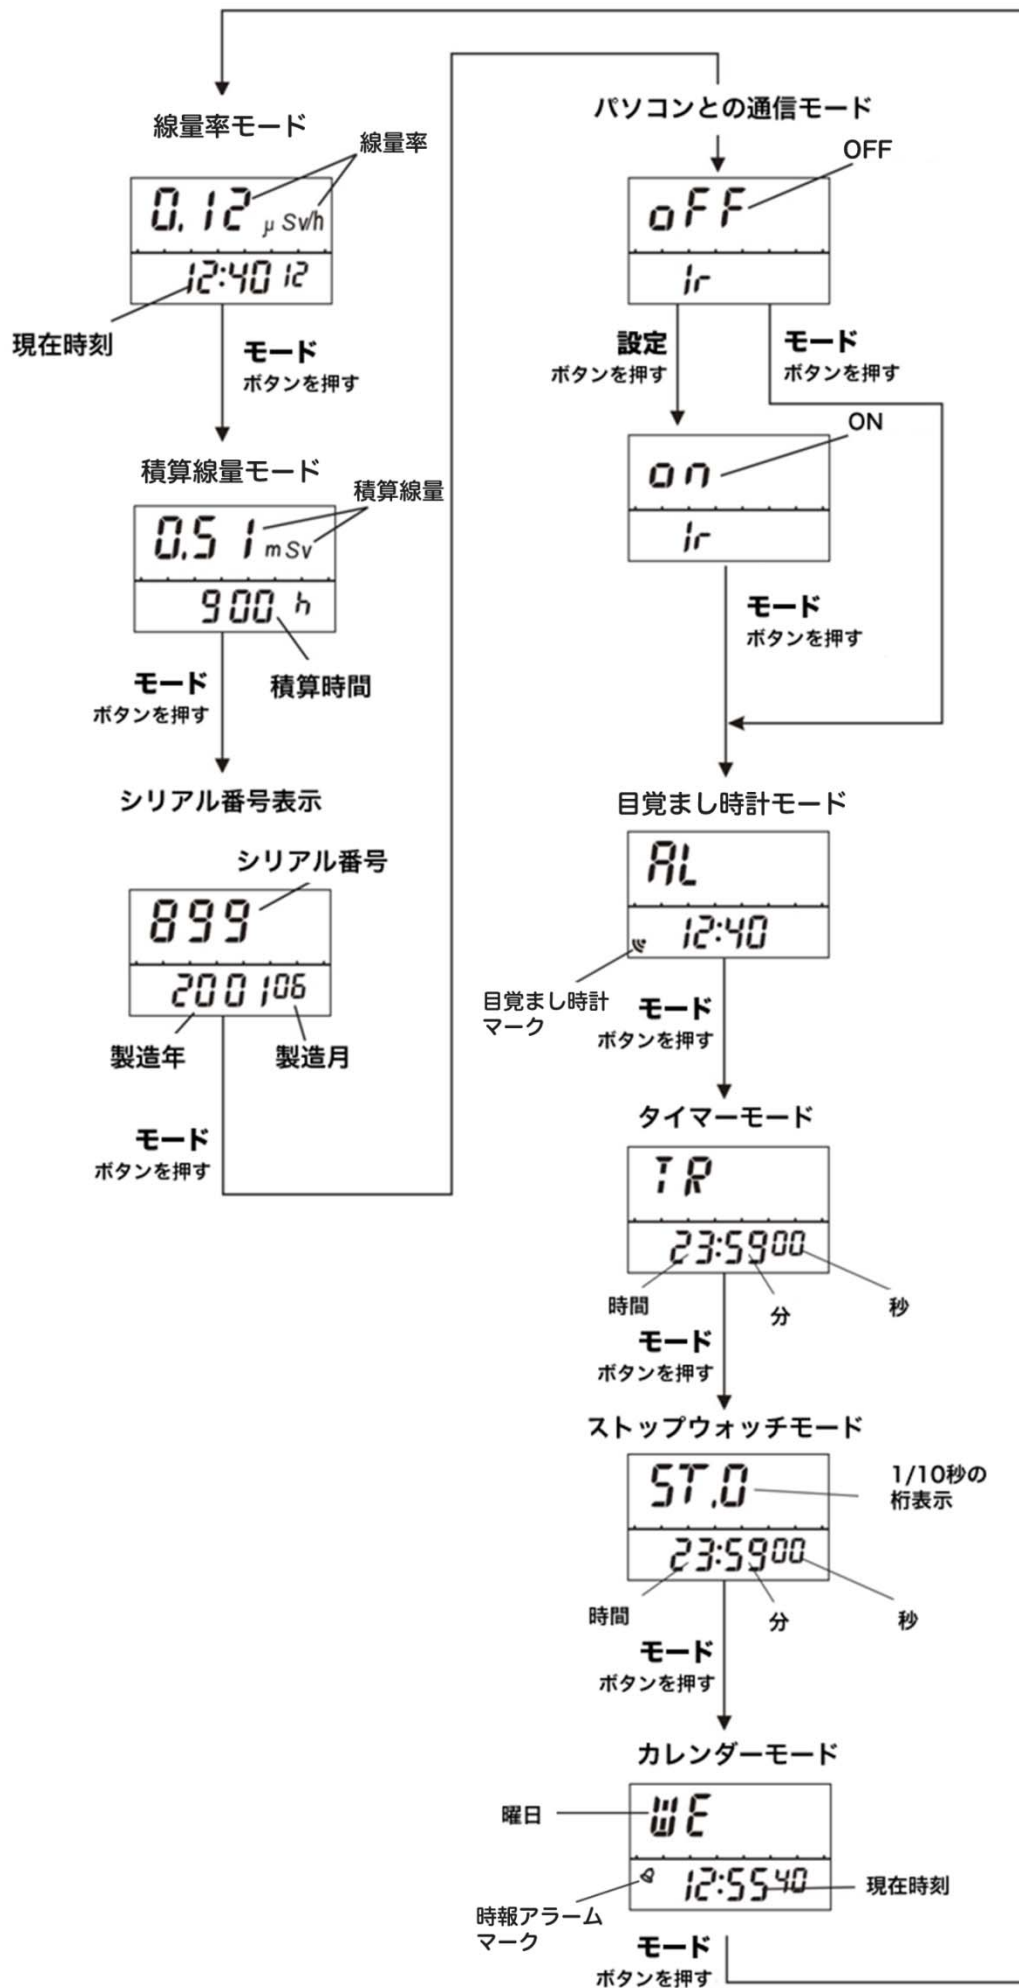 線量率モード
線量率
0.12 μSv/h
12:40 12
現在時刻
モード
ボタンを押す
積算線量モード
積算線量
0.51 mSv
900 h
積算時間
モード
ボタンを押す
シリアル番号表示
シリアル番号
899
2001 06
製造年
製造月
モード
ボタンを押す
パソコンとの通信モード
OFF
oFF
Ir
設定
ボタンを押す
モード
ボタンを押す
ON
on
Ir
モード
ボタンを押す
目覚まし時計モード
AL
12:40
目覚まし時計
マーク
モード
ボタンを押す
タイマーモード
TR
23:59 00
時間
分
秒
モード
ボタンを押す
ストップウォッチモード
ST.0
1/10秒の
桁表示
23:59 00
時間
分
秒
モード
ボタンを押す
カレンダーモード
曜日
WE
12:55 40
現在時刻
時報アラーム
マーク
モード
ボタンを押す